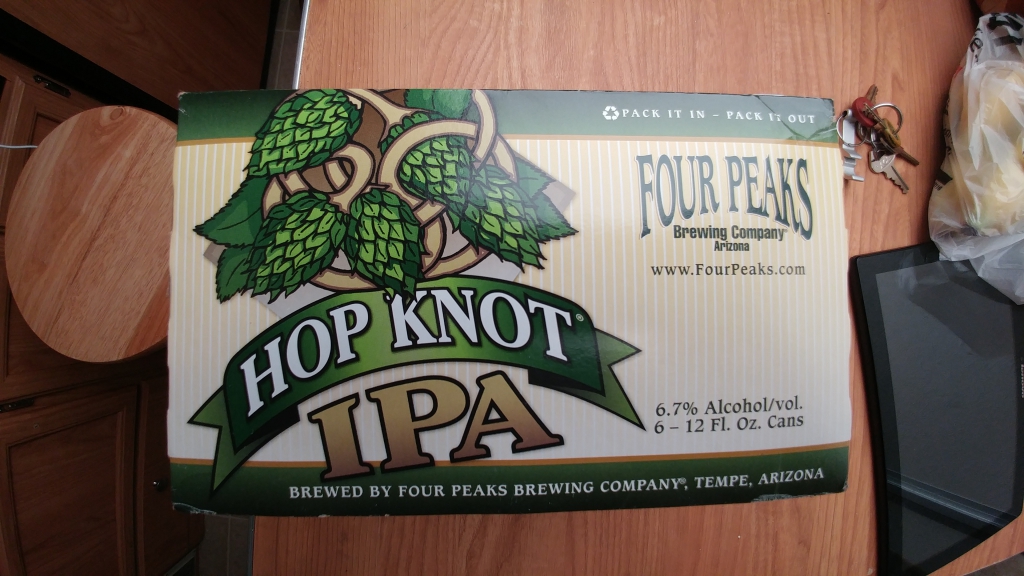 PACK IT IN – PACK IT OUT
FOUR PEAKS
Brewing Company
Arizona
www.FourPeaks.com
HOP KNOT®
IPA
6.7% Alcohol/vol.
6 – 12 Fl. Oz. Cans
BREWED BY FOUR PEAKS BREWING COMPANY®, TEMPE, ARIZONA